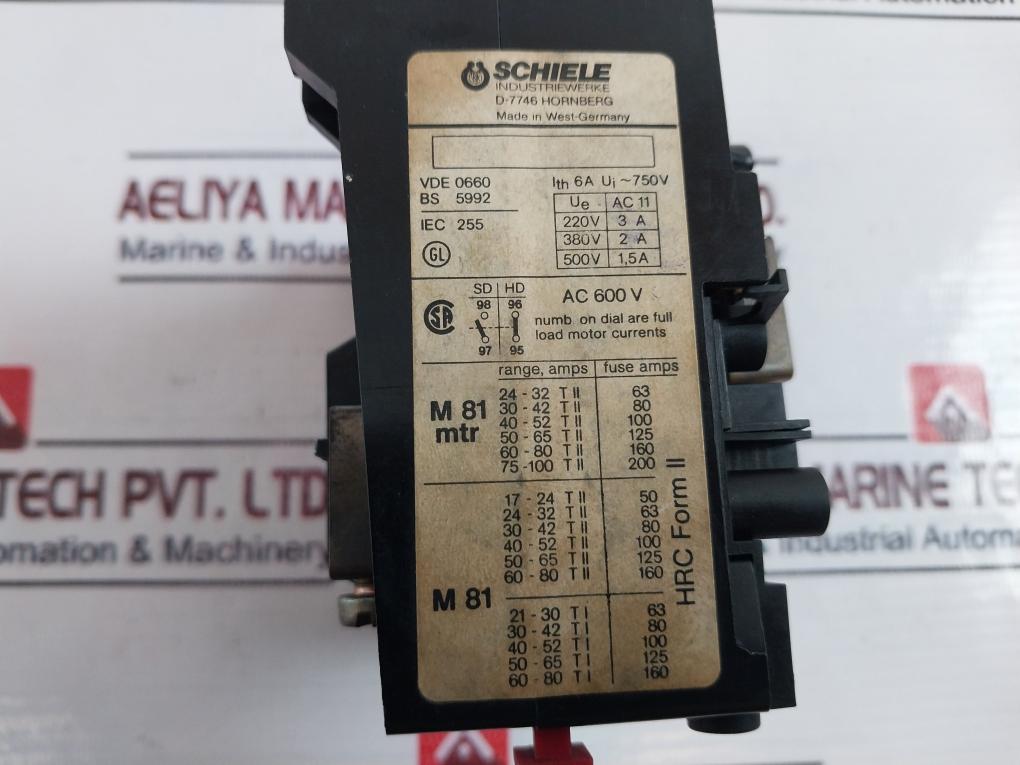 Automation
SCHIELE
INDUSTRIEWERKE
D-7746 HORNBERG
Made in West-Germany
VDE 0660
BS 5992
IEC 255
GL
Ith 6A Ui ~750V
Ue AC 11
220V 3 A
380V 2 A
500V 1,5A
SA
SD HD
98 96
97 95
AC 600 V
numb. on dial are full
load motor currents
range, amps fuse amps
M 81
mtr
24 - 32 T II 63
30 - 42 T II 80
40 - 52 T II 100
50 - 65 T II 125
60 - 80 T II 160
75 -100 T II 200
M 81
17 - 24 T II 50
24 - 32 T II 63
30 - 42 T II 80
40 - 52 T II 100
50 - 65 T II 125
60 - 80 T II 160
21 - 30 T I 63
30 - 42 T I 80
40 - 52 T I 100
50 - 65 T I 125
60 - 80 T I 160
HRC Form II
AELIYA MA
D.
Marine & Indus
TECH PVT. LTD
omation & Machinery
ARINE TE
Industrial Automa